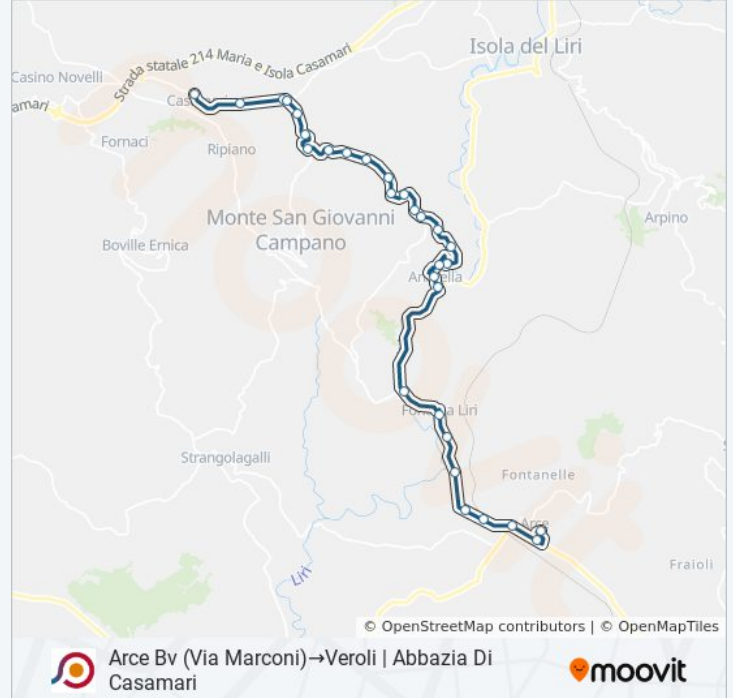 Isola del Liri
Strada statale 214 Maria e Isola Casamari
Casino Novelli
amari
Fornaci
Ripiano
Arpino
Monte San Giovanni
Campano
Boville Ernica
Fontana Liri
Strangolagalli
Fontanelle
Arce
Fraioli
Liri
© OpenStreetMap contributors | © OpenMapTiles
Arce Bv (Via Marconi)→Veroli | Abbazia Di
Casamari
moovit